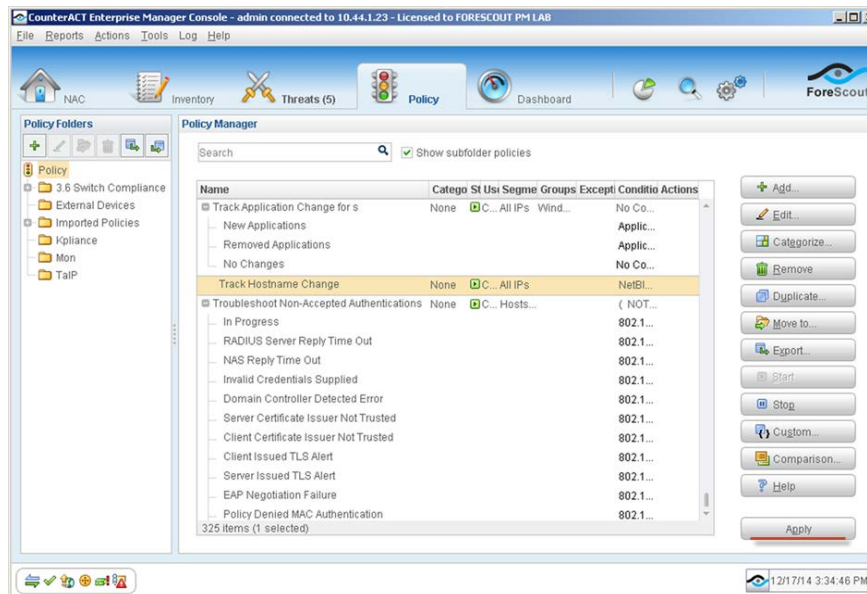 CounterACT Enterprise Manager Console - admin connected to 10.44.1.23 - Licensed to FORESCOUT PM LAB
File Reports Actions Tools Log Help
NAC Inventory Threats (5) Policy Dashboard ForeScout
Policy Folders
Policy
3.6 Switch Compliance
External Devices
Imported Policies
Kpliance
Mon
TaIP
Policy Manager
Search Show subfolder policies
Name Catego St Usi Segme Groups Excepti Conditio Actions
Track Application Change for s None C... All IPs Wind... No Co...
New Applications Applic...
Removed Applications Applic...
No Changes No Co...
Track Hostname Change None C... All IPs NetBI...
Troubleshoot Non-Accepted Authentications None C... Hosts... ( NOT...
In Progress 802.1...
RADIUS Server Reply Time Out 802.1...
NAS Reply Time Out 802.1...
Invalid Credentials Supplied 802.1...
Domain Controller Detected Error 802.1...
Server Certificate Issuer Not Trusted 802.1...
Client Certificate Issuer Not Trusted 802.1...
Client Issued TLS Alert 802.1...
Server Issued TLS Alert 802.1...
EAP Negotiation Failure 802.1...
Policy Denied MAC Authentication 802.1...
325 items (1 selected)
Add...
Edit...
Categorize...
Remove
Duplicate...
Move to...
Export...
Start
Stop
Custom...
Comparison...
Help
Apply
12/17/14 3:34:46 PM